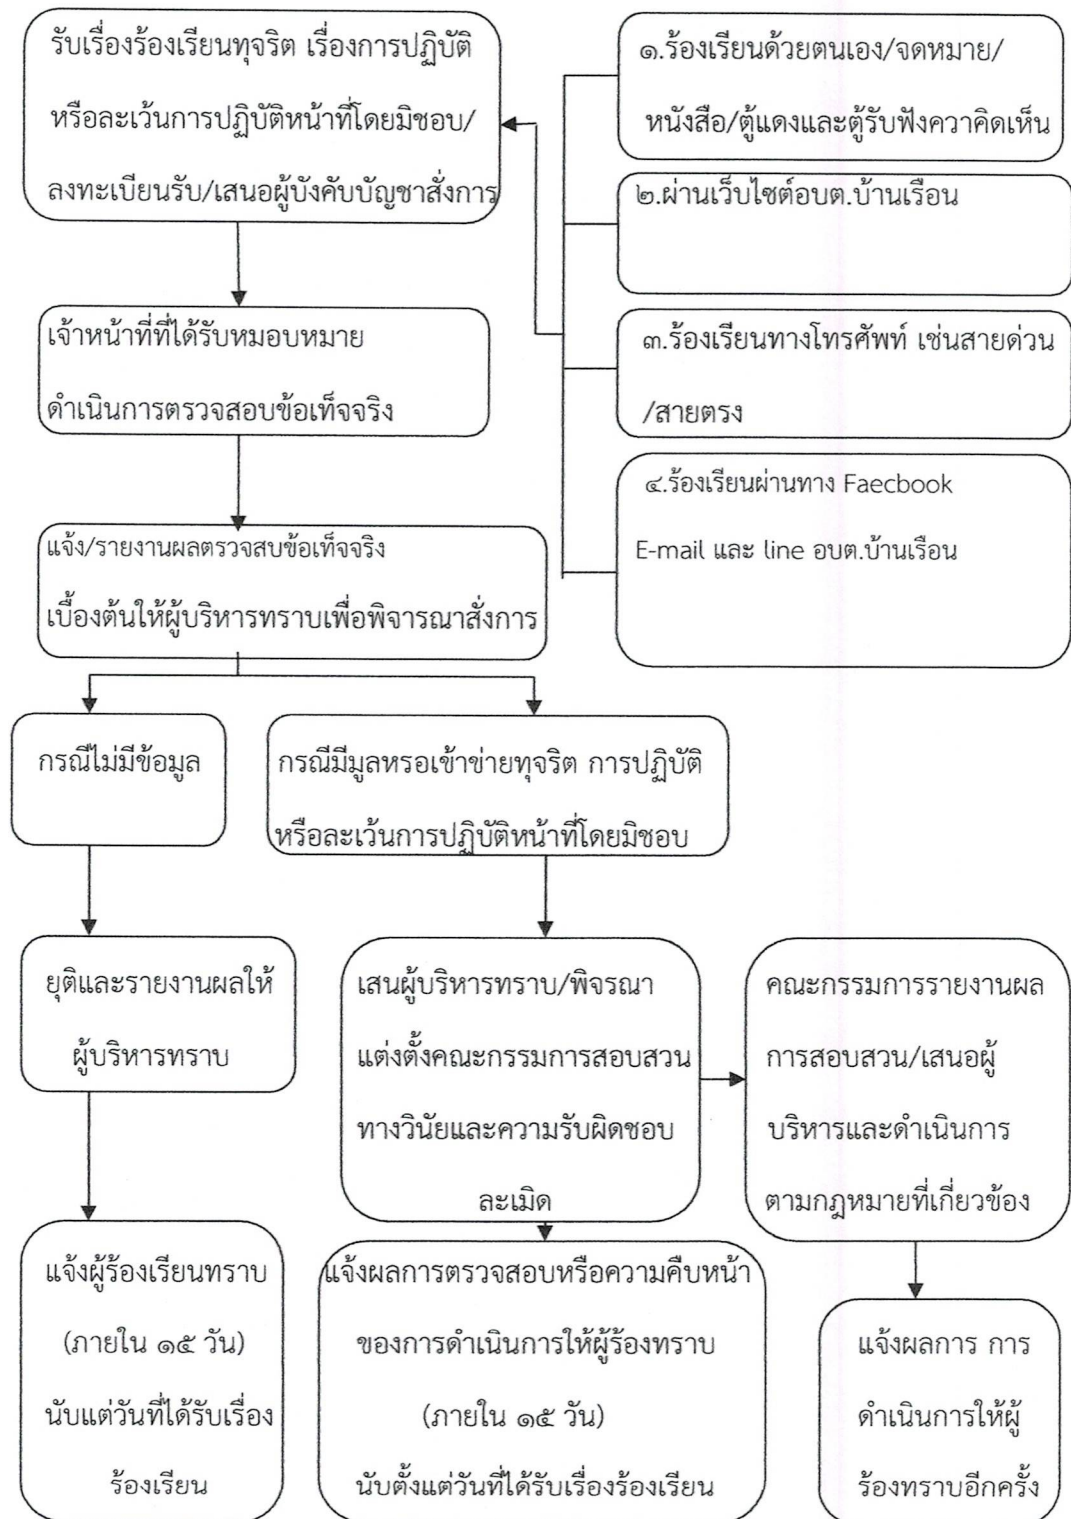 รับเรื่องร้องเรียนทุจริต เรื่องการปฏิบัติ
หรือละเว้นการปฏิบัติหน้าที่โดยมิชอบ/
ลงทะเบียนรับ/เสนอผู้บังคับบัญชาสั่งการ
๑.ร้องเรียนด้วยตนเอง/จดหมาย/
หนังสือ/ตู้แดงและตู้รับฟังควาคิดเห็น
๒.ผ่านเว็บไซต์อบต.บ้านเรือน
๓.ร้องเรียนทางโทรศัพท์ เช่นสายด่วน
/สายตรง
๔.ร้องเรียนผ่านทาง Faecbook
E-mail และ line อบต.บ้านเรือน
เจ้าหน้าที่ที่ได้รับหมอบหมาย
ดำเนินการตรวจสอบข้อเท็จจริง
แจ้ง/รายงานผลตรวจสบข้อเท็จจริง
เบื้องต้นให้ผู้บริหารทราบเพื่อพิจารณาสั่งการ
กรณีไม่มีข้อมูล
กรณีมีมูลหรอเข้าข่ายทุจริต การปฏิบัติ
หรือละเว้นการปฏิบัติหน้าที่โดยมิชอบ
ยุติและรายงานผลให้
ผู้บริหารทราบ
เสนผู้บริหารทราบ/พิจรณา
แต่งตั้งคณะกรรมการสอบสวน
ทางวินัยและความรับผิดชอบ
ละเมิด
คณะกรรมการรายงานผล
การสอบสวน/เสนอผู้
บริหารและดำเนินการ
ตามกฎหมายที่เกี่ยวข้อง
แจ้งผู้ร้องเรียนทราบ
(ภายใน ๑๕ วัน)
นับแต่วันที่ได้รับเรื่อง
ร้องเรียน
แจ้งผลการตรวจสอบหรือความคืบหน้า
ของการดำเนินการให้ผู้ร้องทราบ
(ภายใน ๑๕ วัน)
นับตั้งแต่วันที่ได้รับเรื่องร้องเรียน
แจ้งผลการ การ
ดำเนินการให้ผู้
ร้องทราบอีกครั้ง